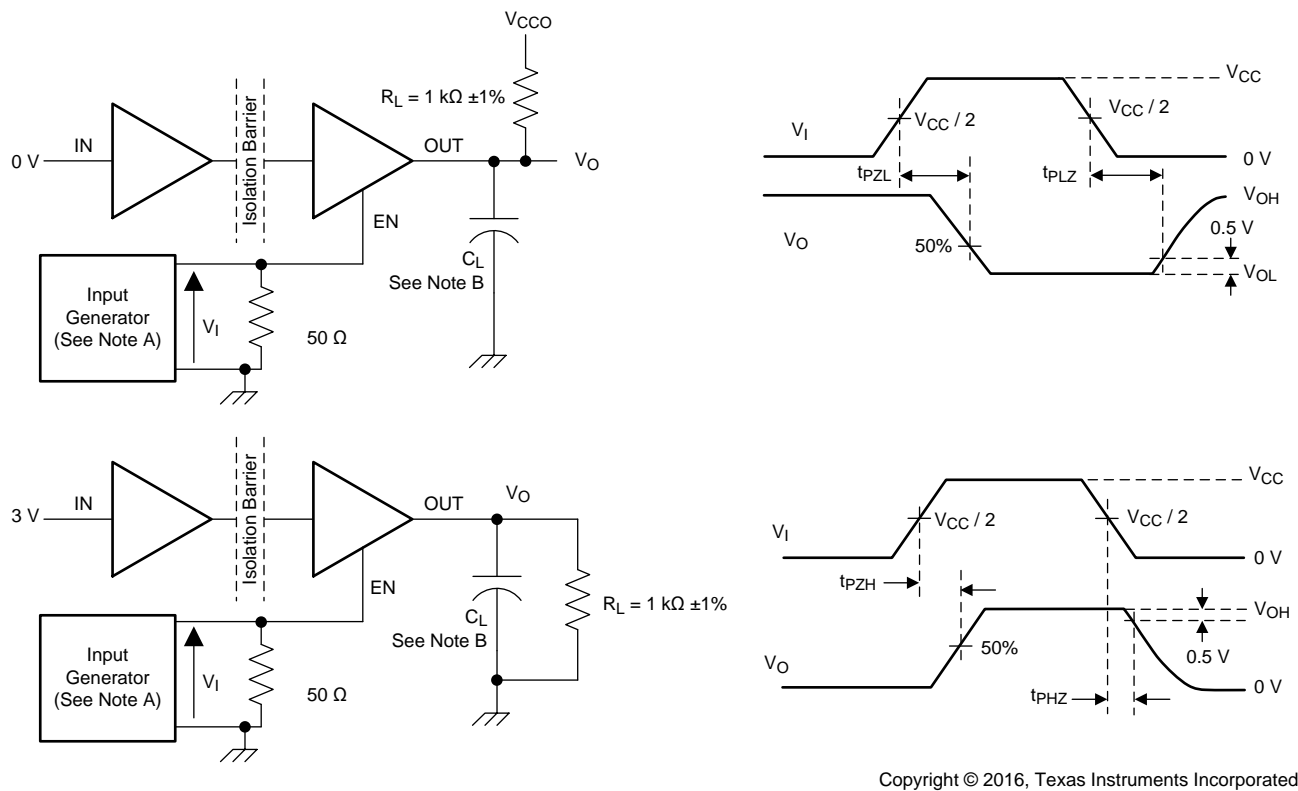 VCCO
RL = 1 kΩ ±1%
0 V
IN
Isolation Barrier
OUT
VO
EN
CL
See Note B
Input
Generator
(See Note A)
VI
50 Ω
VI
VCC
VCC / 2
VCC / 2
0 V
tPZL
tPLZ
VO
50%
VOH
0.5 V
VOL
3 V
IN
Isolation Barrier
OUT
VO
EN
CL
See Note B
RL = 1 kΩ ±1%
Input
Generator
(See Note A)
VI
50 Ω
VI
VCC
VCC / 2
VCC / 2
0 V
tPZH
VO
50%
VOH
0.5 V
tPHZ
0 V
Copyright © 2016, Texas Instruments Incorporated